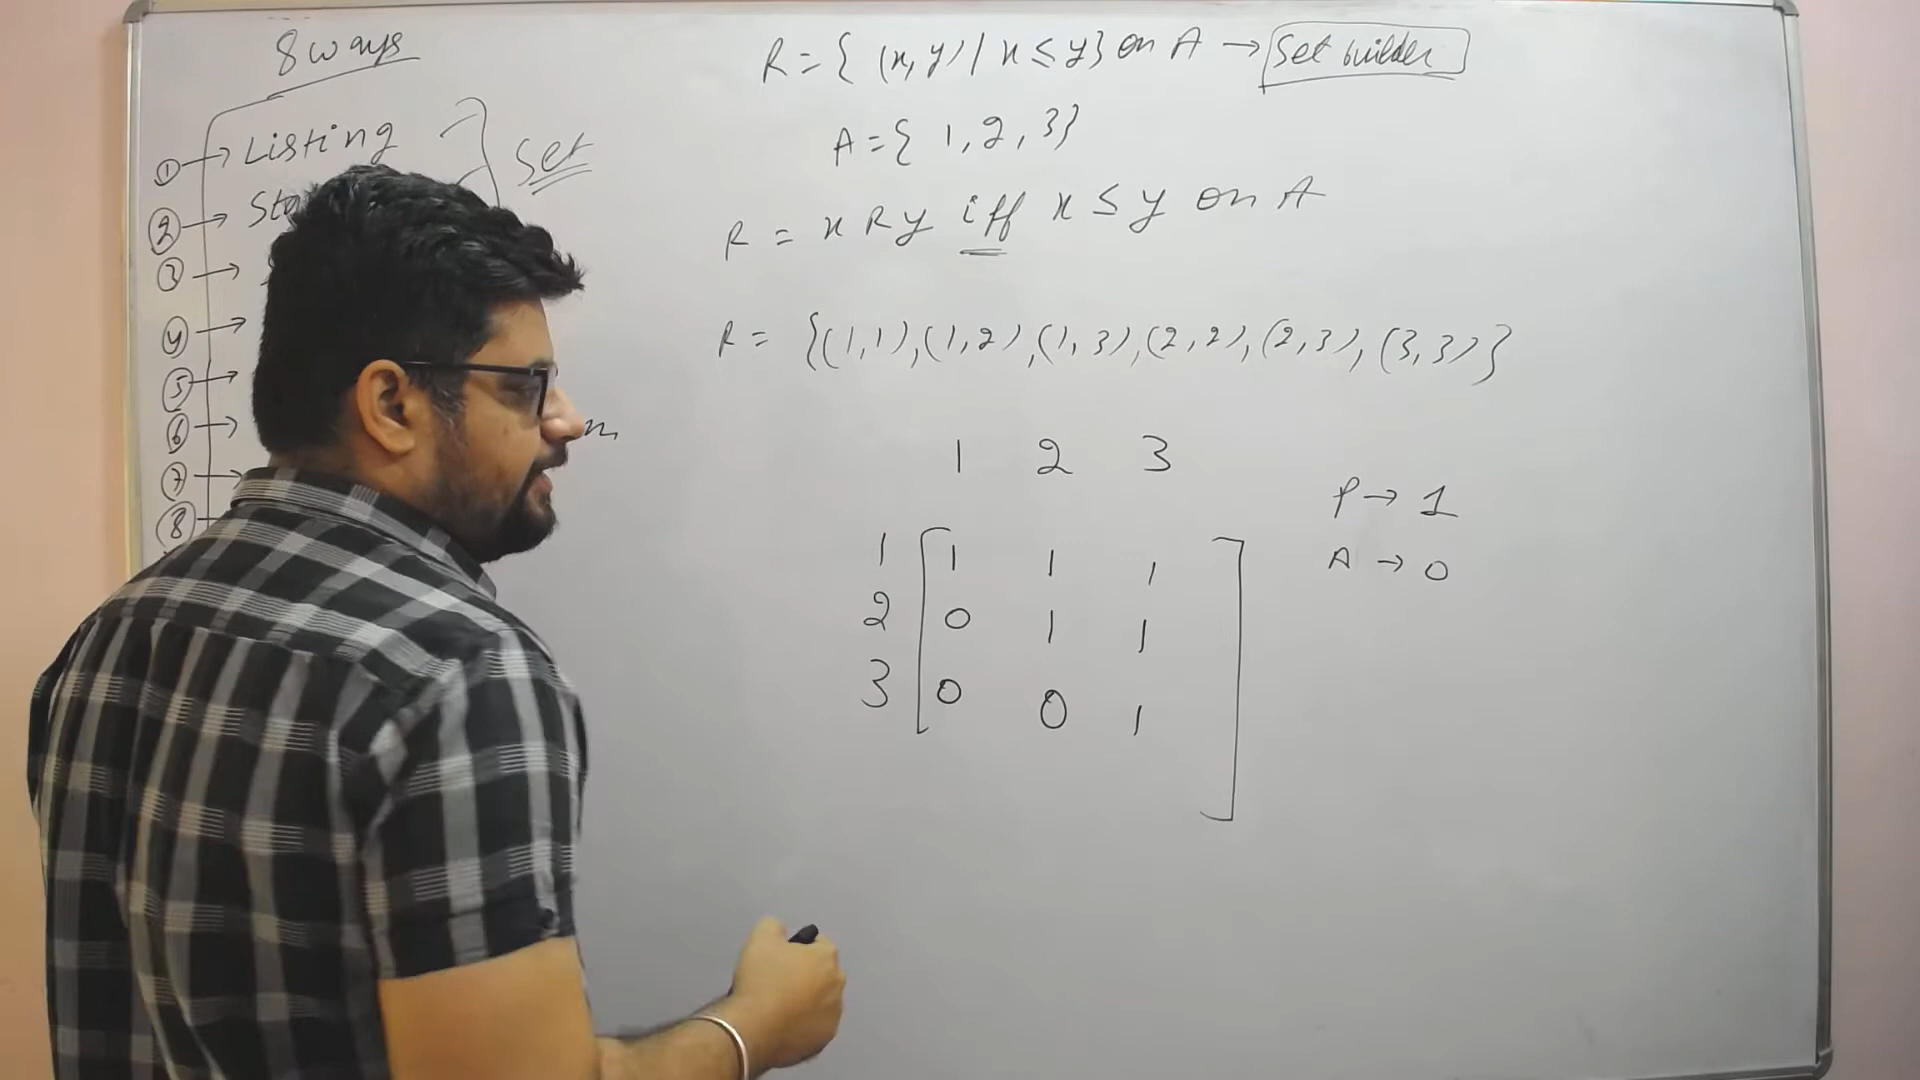 8 ways
① → Listing
Set
② →
③ →
④ →
⑤ →
⑥ →
⑦
⑧
R = { (x, y) / x ≤ y} on A → Set builder
A = { 1, 2, 3}
R = x R y iff x ≤ y on A
R = {(1,1),(1,2),(1,3),(2,2),(2,3),(3,3)}
1 2 3
1 [ 1 1 1 ]
2 [ 0 1 1 ]
3 [ 0 0 1 ]
P → 1
A → 0